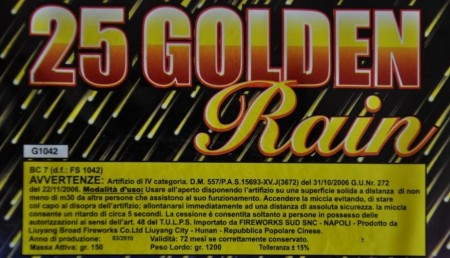 25 GOLDEN
Rain
G1042
BC 7 (d.f.: FS 1042)
AVVERTENZE: Artifizio di IV categoria. D.M. 557/P.A.S.15693-XV.J(3672) del 31/10/2006 G.U.Nr. 272
del 22/11/2006. Modalità d'uso: Usare all'aperto disponendo l'artifizio su una superficie solida a distanza di non
meno di m30 da altre persone che assistono al suo funzionamento. Accendere la miccia evitando, di stare
col capo al disopra dell'artifizio; allontanarsi immediatamente ad una distanza di assoluta sicurezza. la miccia
consente un ritardo di circa 5 secondi. La cessione è consentita soltanto a persone in possesso delle
autorizzazioni ai sensi dell'art. 48 del T.U.L.P.S. Importato da FIREWORKS SUD SNC - NAPOLI - Prodotto da
Liuyang Broad Fireworks Co.Ltd Liuyang City - Hunan - Repubblica Popolare Cinese.
Anno di produzione: 03/2010 Validità: 72 mesi se correttamente conservato.
Massa Attiva: gr. 150 Peso Lordo: gr. 1200 Tolleranza ± 15%